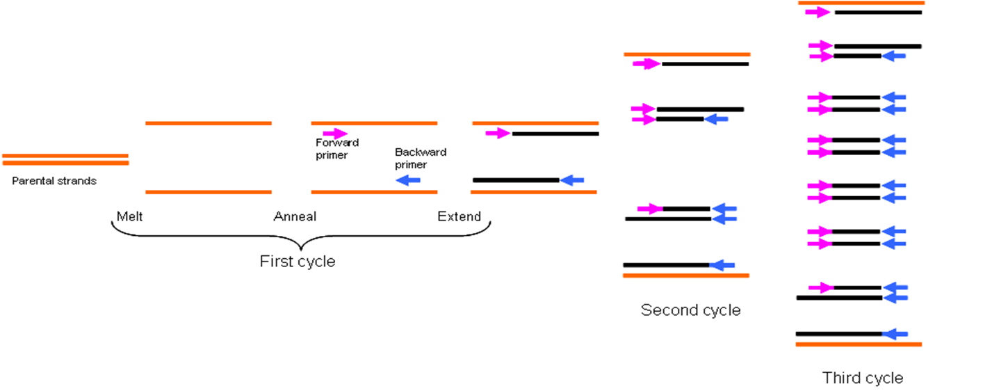 Parental strands
Melt
Forward
primer
Anneal
Backward
primer
Extend
First cycle
Second cycle
Third cycle